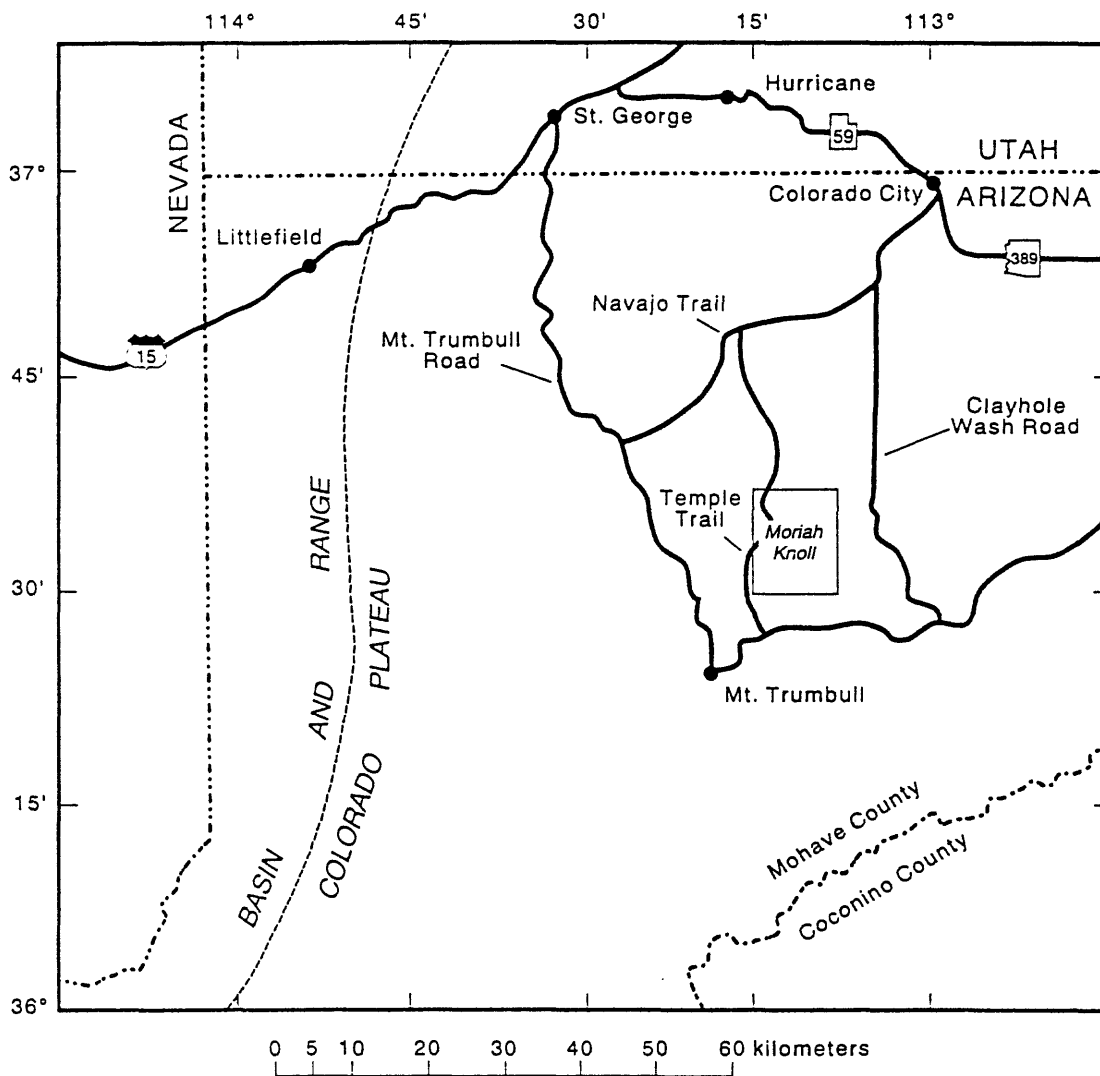 114° 45' 30' 15' 113°
Hurricane
St. George
59
UTAH
37°
NEVADA
Colorado City
ARIZONA
Littlefield
389
Navajo Trail
Mt. Trumbull
Road
15
45'
Clayhole
Wash Road
Temple
Trail
Moriah
Knoll
30'
BASIN AND RANGE
COLORADO PLATEAU
Mt. Trumbull
15'
Mohave County
Coconino County
36°
0 5 10 20 30 40 50 60 kilometers